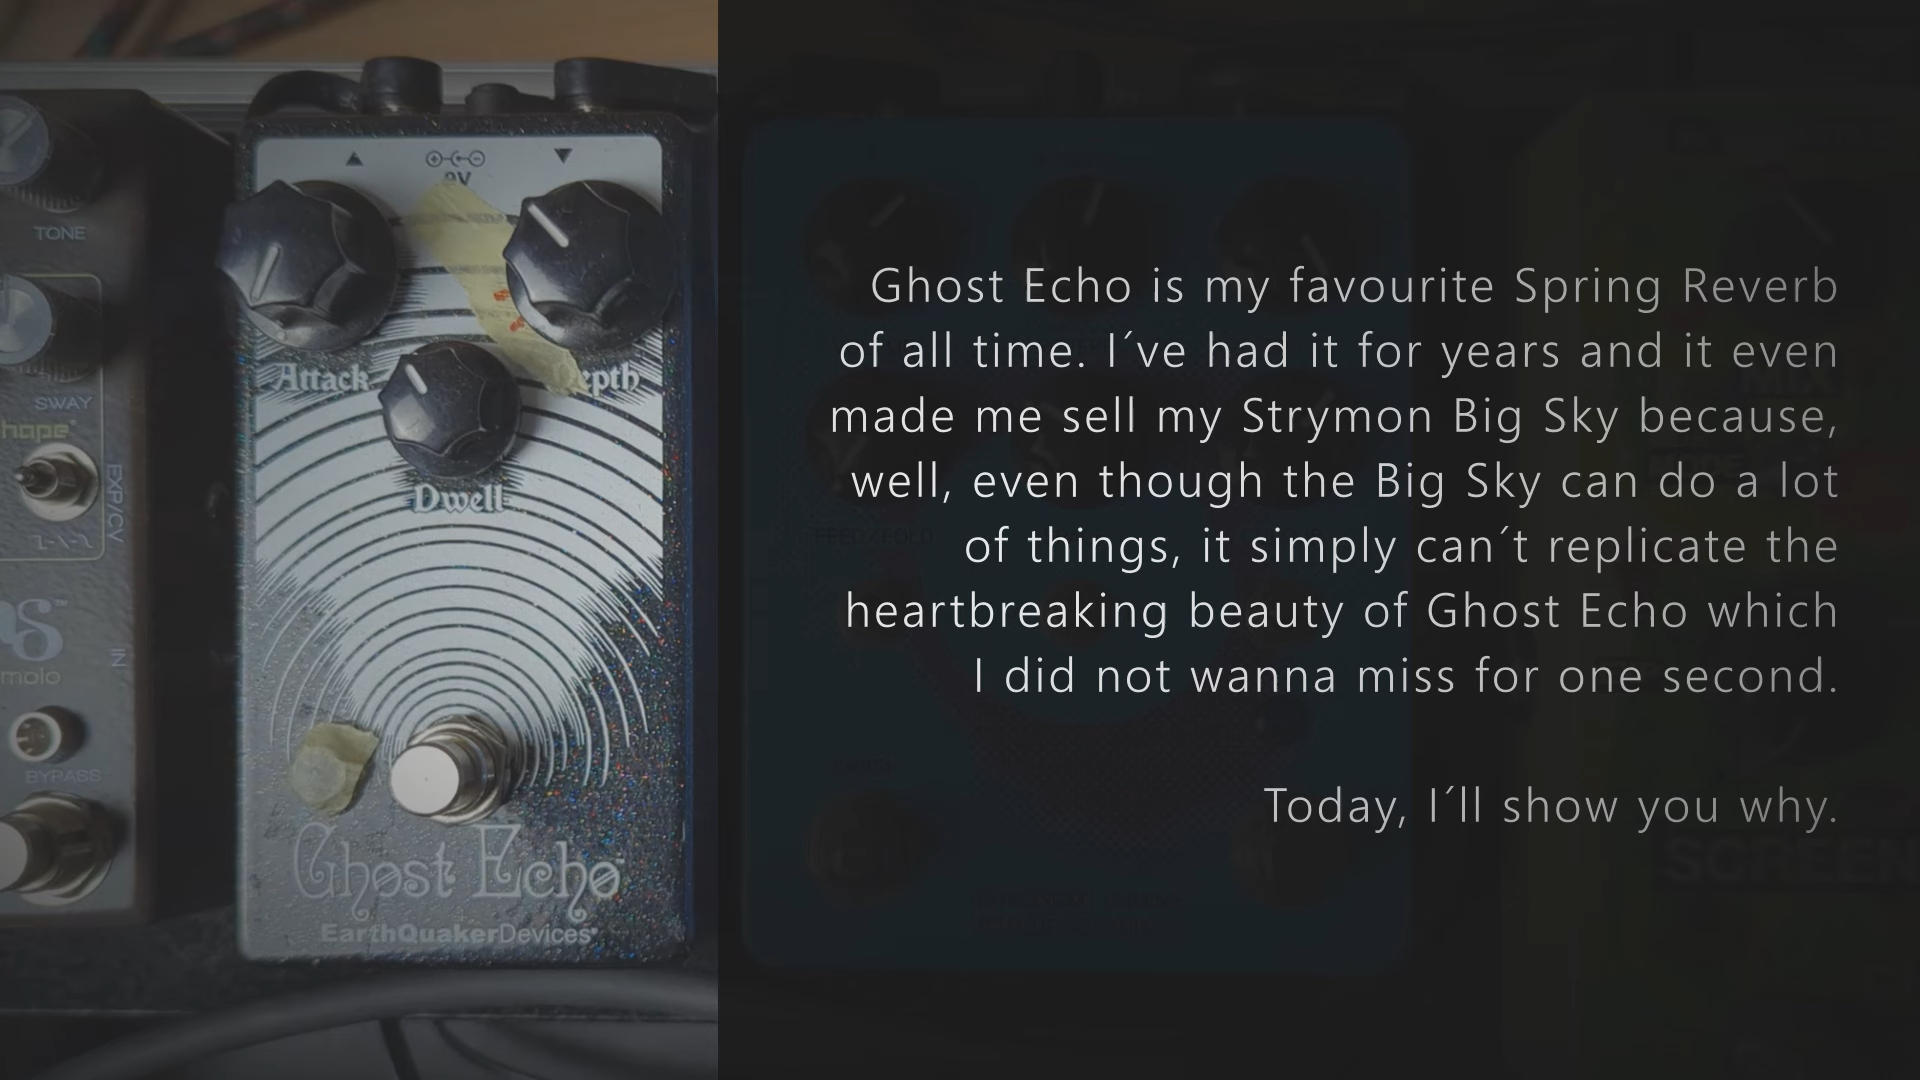 TONE
SWAY
EXP/CV
IN
BYPASS
9V
Attack
Depth
Dwell
Ghost Echo
EarthQuakerDevices
Ghost Echo is my favourite Spring Reverb
of all time. I´ve had it for years and it even
made me sell my Strymon Big Sky because,
well, even though the Big Sky can do a lot
of things, it simply can´t replicate the
heartbreaking beauty of Ghost Echo which
I did not wanna miss for one second.
Today, I´ll show you why.
SCREEN